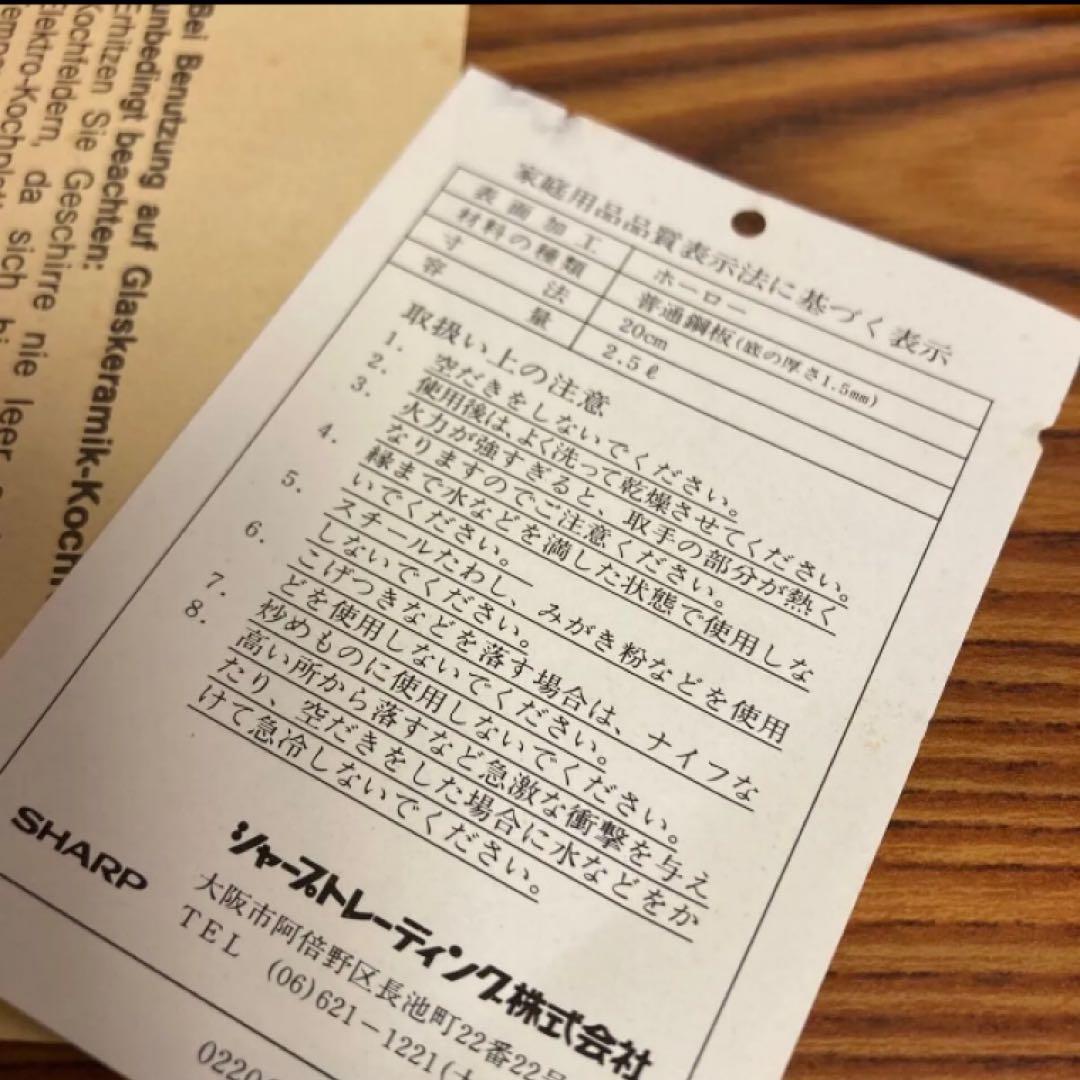 Bei Benutzung auf Glaskeramik-Koch
unbedingt beachten:
Erhitzen Sie Geschirre nie leer
Kochfeldern, da sich
Elektro-Kochplatt
家庭用品品質表示法に基づく表示
表面加工 ホーロー
材料の種類 普通鋼板(底の厚さ1.5mm)
寸法 20cm
容量 2.5ℓ
取扱い上の注意
1. 空だきをしないでください。
2. 使用後は、よく洗って乾燥させてください。
3. 火力が強すぎると、取手の部分が熱く
なりますのでご注意ください。
4. 縁まで水などを満した状態で使用しな
いでください。
5. スチールたわし、みがき粉などを使用
しないでください。
6. こげつきなどを落す場合は、ナイフな
どを使用しないでください。
7. 炒めものに使用しないでください。
8. 高い所から落すなど急激な衝撃を与え
たり、空だきをした場合に水などをか
けて急冷しないでください。
SHARP
シャープトレーディング株式会社
大阪市阿倍野区長池町22番22号
TEL (06)621-1221(
0220